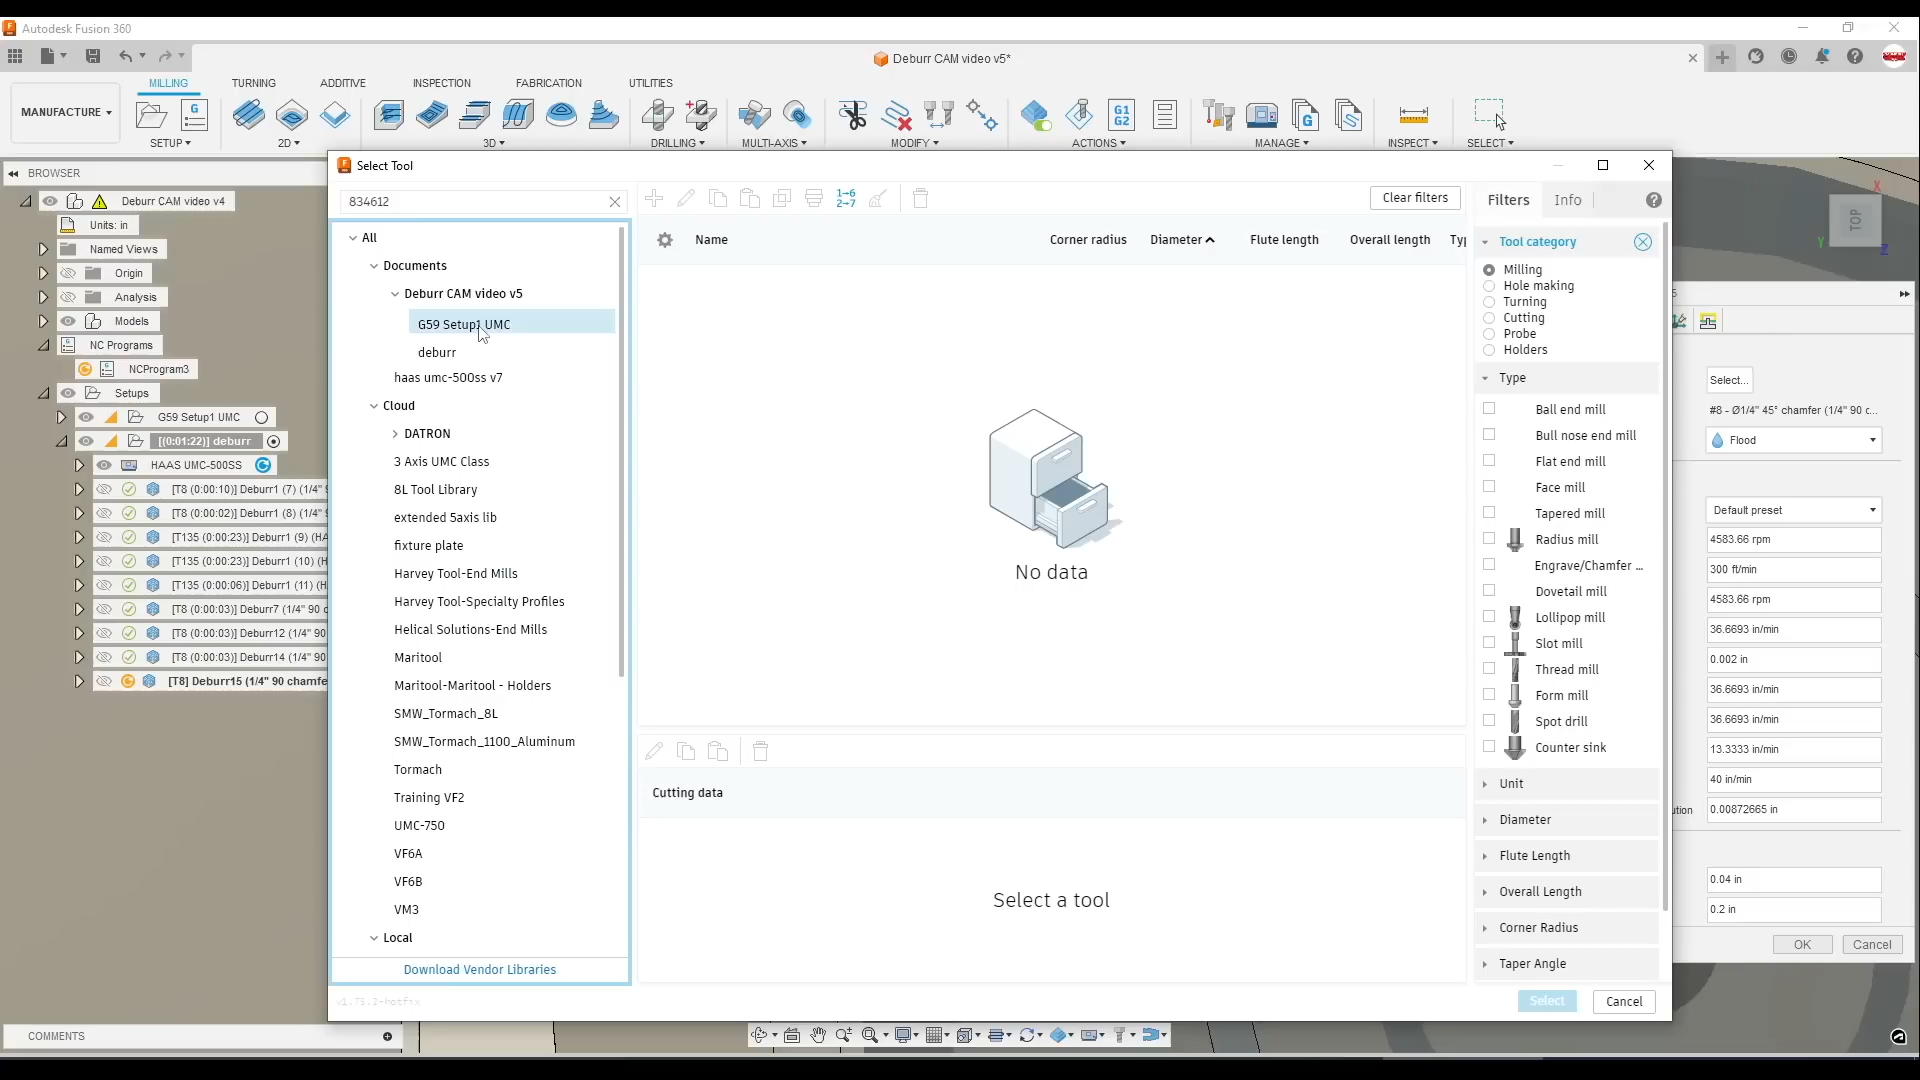 Autodesk Fusion 360
Deburr CAM video v5*
MILLING
TURNING
ADDITIVE
INSPECTION
FABRICATION
UTILITIES
MANUFACTURE
G1
G2
SETUP
2D
3D
DRILLING
MULTI-AXIS
MODIFY
ACTIONS
MANAGE
INSPECT
SELECT
BROWSER
Deburr CAM video v4
Units: in
Named Views
Origin
Analysis
Models
NC Programs
NCProgram3
Setups
G59 Setup1 UMC
[(0:01:22)] deburr
HAAS UMC-500SS
[T8 (0:00:10)] Deburr1 (7) (1/4" 9
[T8 (0:00:02)] Deburr1 (8) (1/4" 9
[T135 (0:00:23)] Deburr1 (9) (HA
[T135 (0:00:23)] Deburr1 (10) (H
[T135 (0:00:06)] Deburr1 (11) (H
[T8 (0:00:03)] Deburr7 (1/4" 90 c
[T8 (0:00:03)] Deburr12 (1/4" 90
[T8 (0:00:03)] Deburr14 (1/4" 90
[T8] Deburr15 (1/4" 90 chamfe
COMMENTS
Select Tool
834612
All
Documents
Deburr CAM video v5
G59 Setup1 UMC
deburr
haas umc-500ss v7
Cloud
DATRON
3 Axis UMC Class
8L Tool Library
extended 5axis lib
fixture plate
Harvey Tool-End Mills
Harvey Tool-Specialty Profiles
Helical Solutions-End Mills
Maritool
Maritool-Maritool - Holders
SMW_Tormach_8L
SMW_Tormach_1100_Aluminum
Tormach
Training VF2
UMC-750
VF6A
VF6B
VM3
Local
Download Vendor Libraries
v1.75.2-hotfix
1→6
2→7
Clear filters
Name
Corner radius
Diameter
Flute length
Overall length
Typ
No data
Cutting data
Select a tool
Filters
Info
Tool category
Milling
Hole making
Turning
Cutting
Probe
Holders
Type
Ball end mill
Bull nose end mill
Flat end mill
Face mill
Tapered mill
Radius mill
Engrave/Chamfer ...
Dovetail mill
Lollipop mill
Slot mill
Thread mill
Form mill
Spot drill
Counter sink
Unit
Diameter
Flute Length
Overall Length
Corner Radius
Taper Angle
Select
Cancel
TOP
X
Y
Z
Select...
#8 - Ø1/4" 45° chamfer (1/4" 90 c...
Flood
Default preset
4583.66 rpm
300 ft/min
4583.66 rpm
36.6693 in/min
0.002 in
36.6693 in/min
36.6693 in/min
13.3333 in/min
40 in/min
ution
0.00872665 in
0.04 in
0.2 in
OK
Cancel